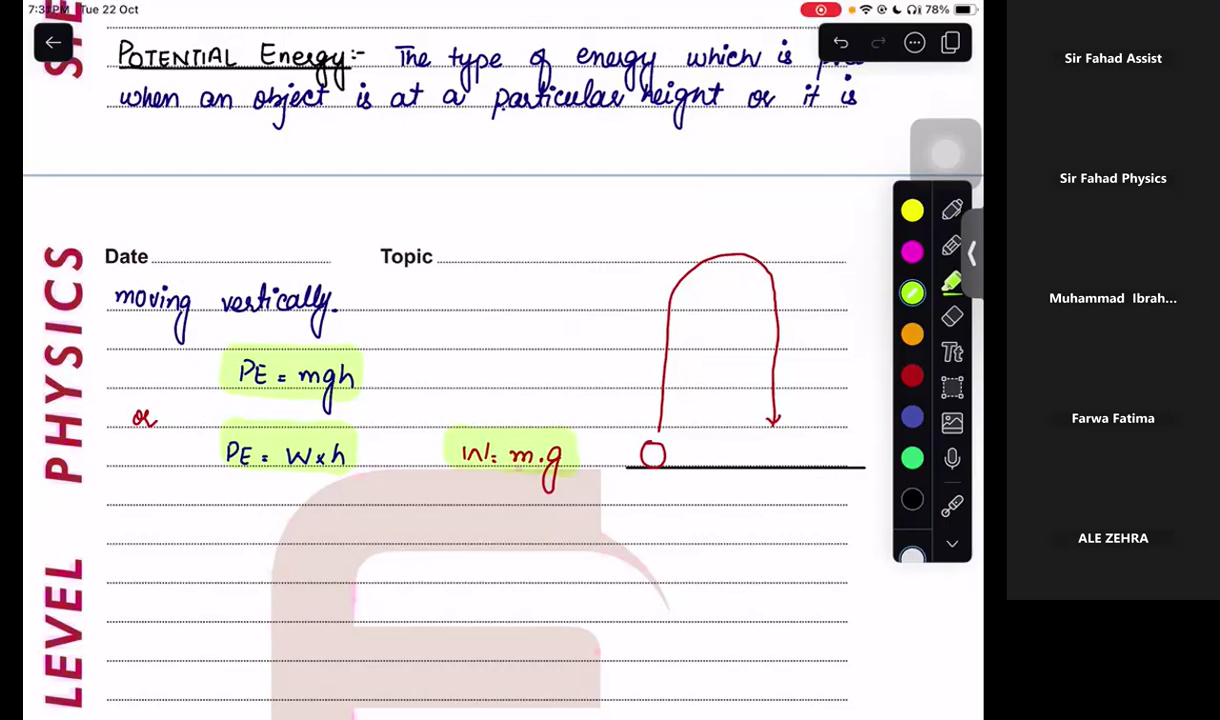 7:3 PM Tue 22 Oct
78%
POTENTIAL Energy:- The type of energy which is
when an object is at a particular height or it is
Date
Topic
moving vertically.
PE = mgh
or
PE = W x h
W = m.g
LEVEL PHYSICS
Tt
Sir Fahad Assist
Sir Fahad Physics
Muhammad Ibrah...
Farwa Fatima
ALE ZEHRA